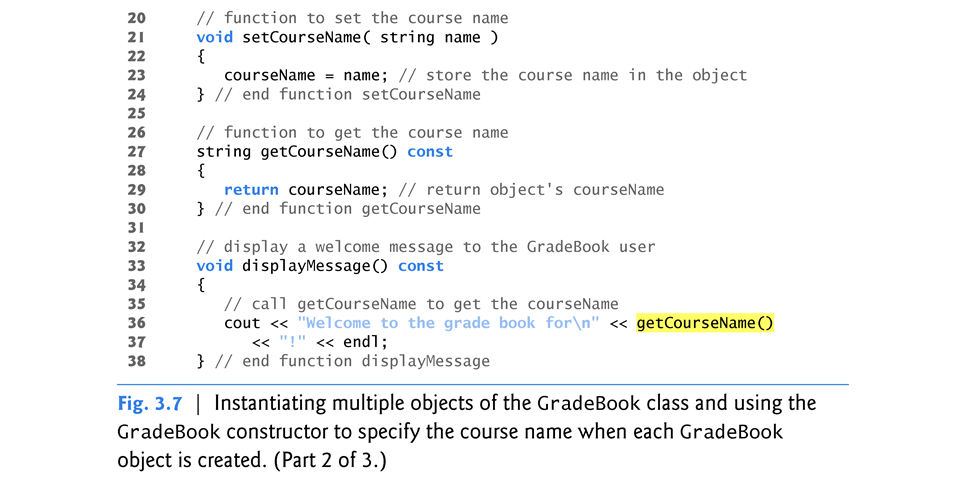 20 // function to set the course name
21 void setCourseName( string name )
22 {
23 courseName = name; // store the course name in the object
24 } // end function setCourseName
25
26 // function to get the course name
27 string getCourseName() const
28 {
29 return courseName; // return object's courseName
30 } // end function getCourseName
31
32 // display a welcome message to the GradeBook user
33 void displayMessage() const
34 {
35 // call getCourseName to get the courseName
36 cout << "Welcome to the grade book for\n" << getCourseName()
37 << "!" << endl;
38 } // end function displayMessage
Fig. 3.7 | Instantiating multiple objects of the GradeBook class and using the
GradeBook constructor to specify the course name when each GradeBook
object is created. (Part 2 of 3.)